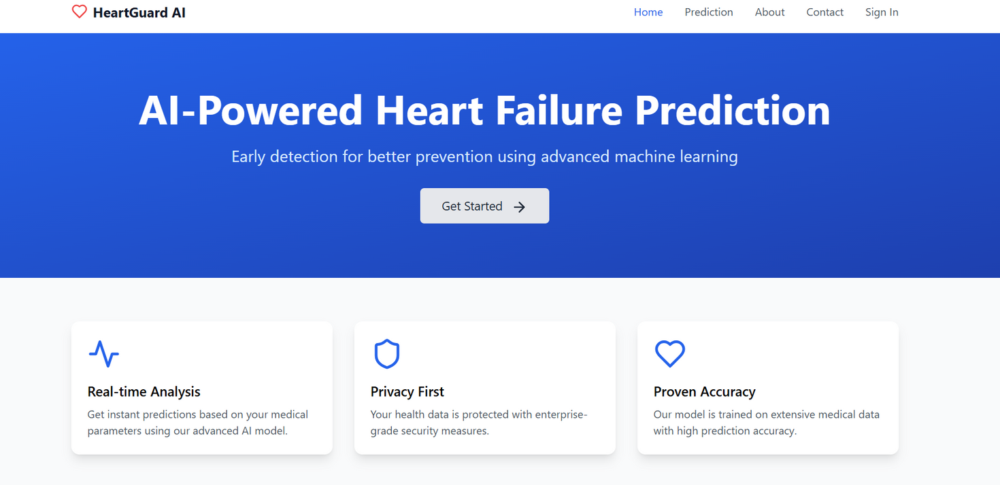 HeartGuard AI
Home
Prediction
About
Contact
Sign In
AI-Powered Heart Failure Prediction
Early detection for better prevention using advanced machine learning
Get Started
Real-time Analysis
Get instant predictions based on your medical
parameters using our advanced AI model.
Privacy First
Your health data is protected with enterprise-
grade security measures.
Proven Accuracy
Our model is trained on extensive medical data
with high prediction accuracy.